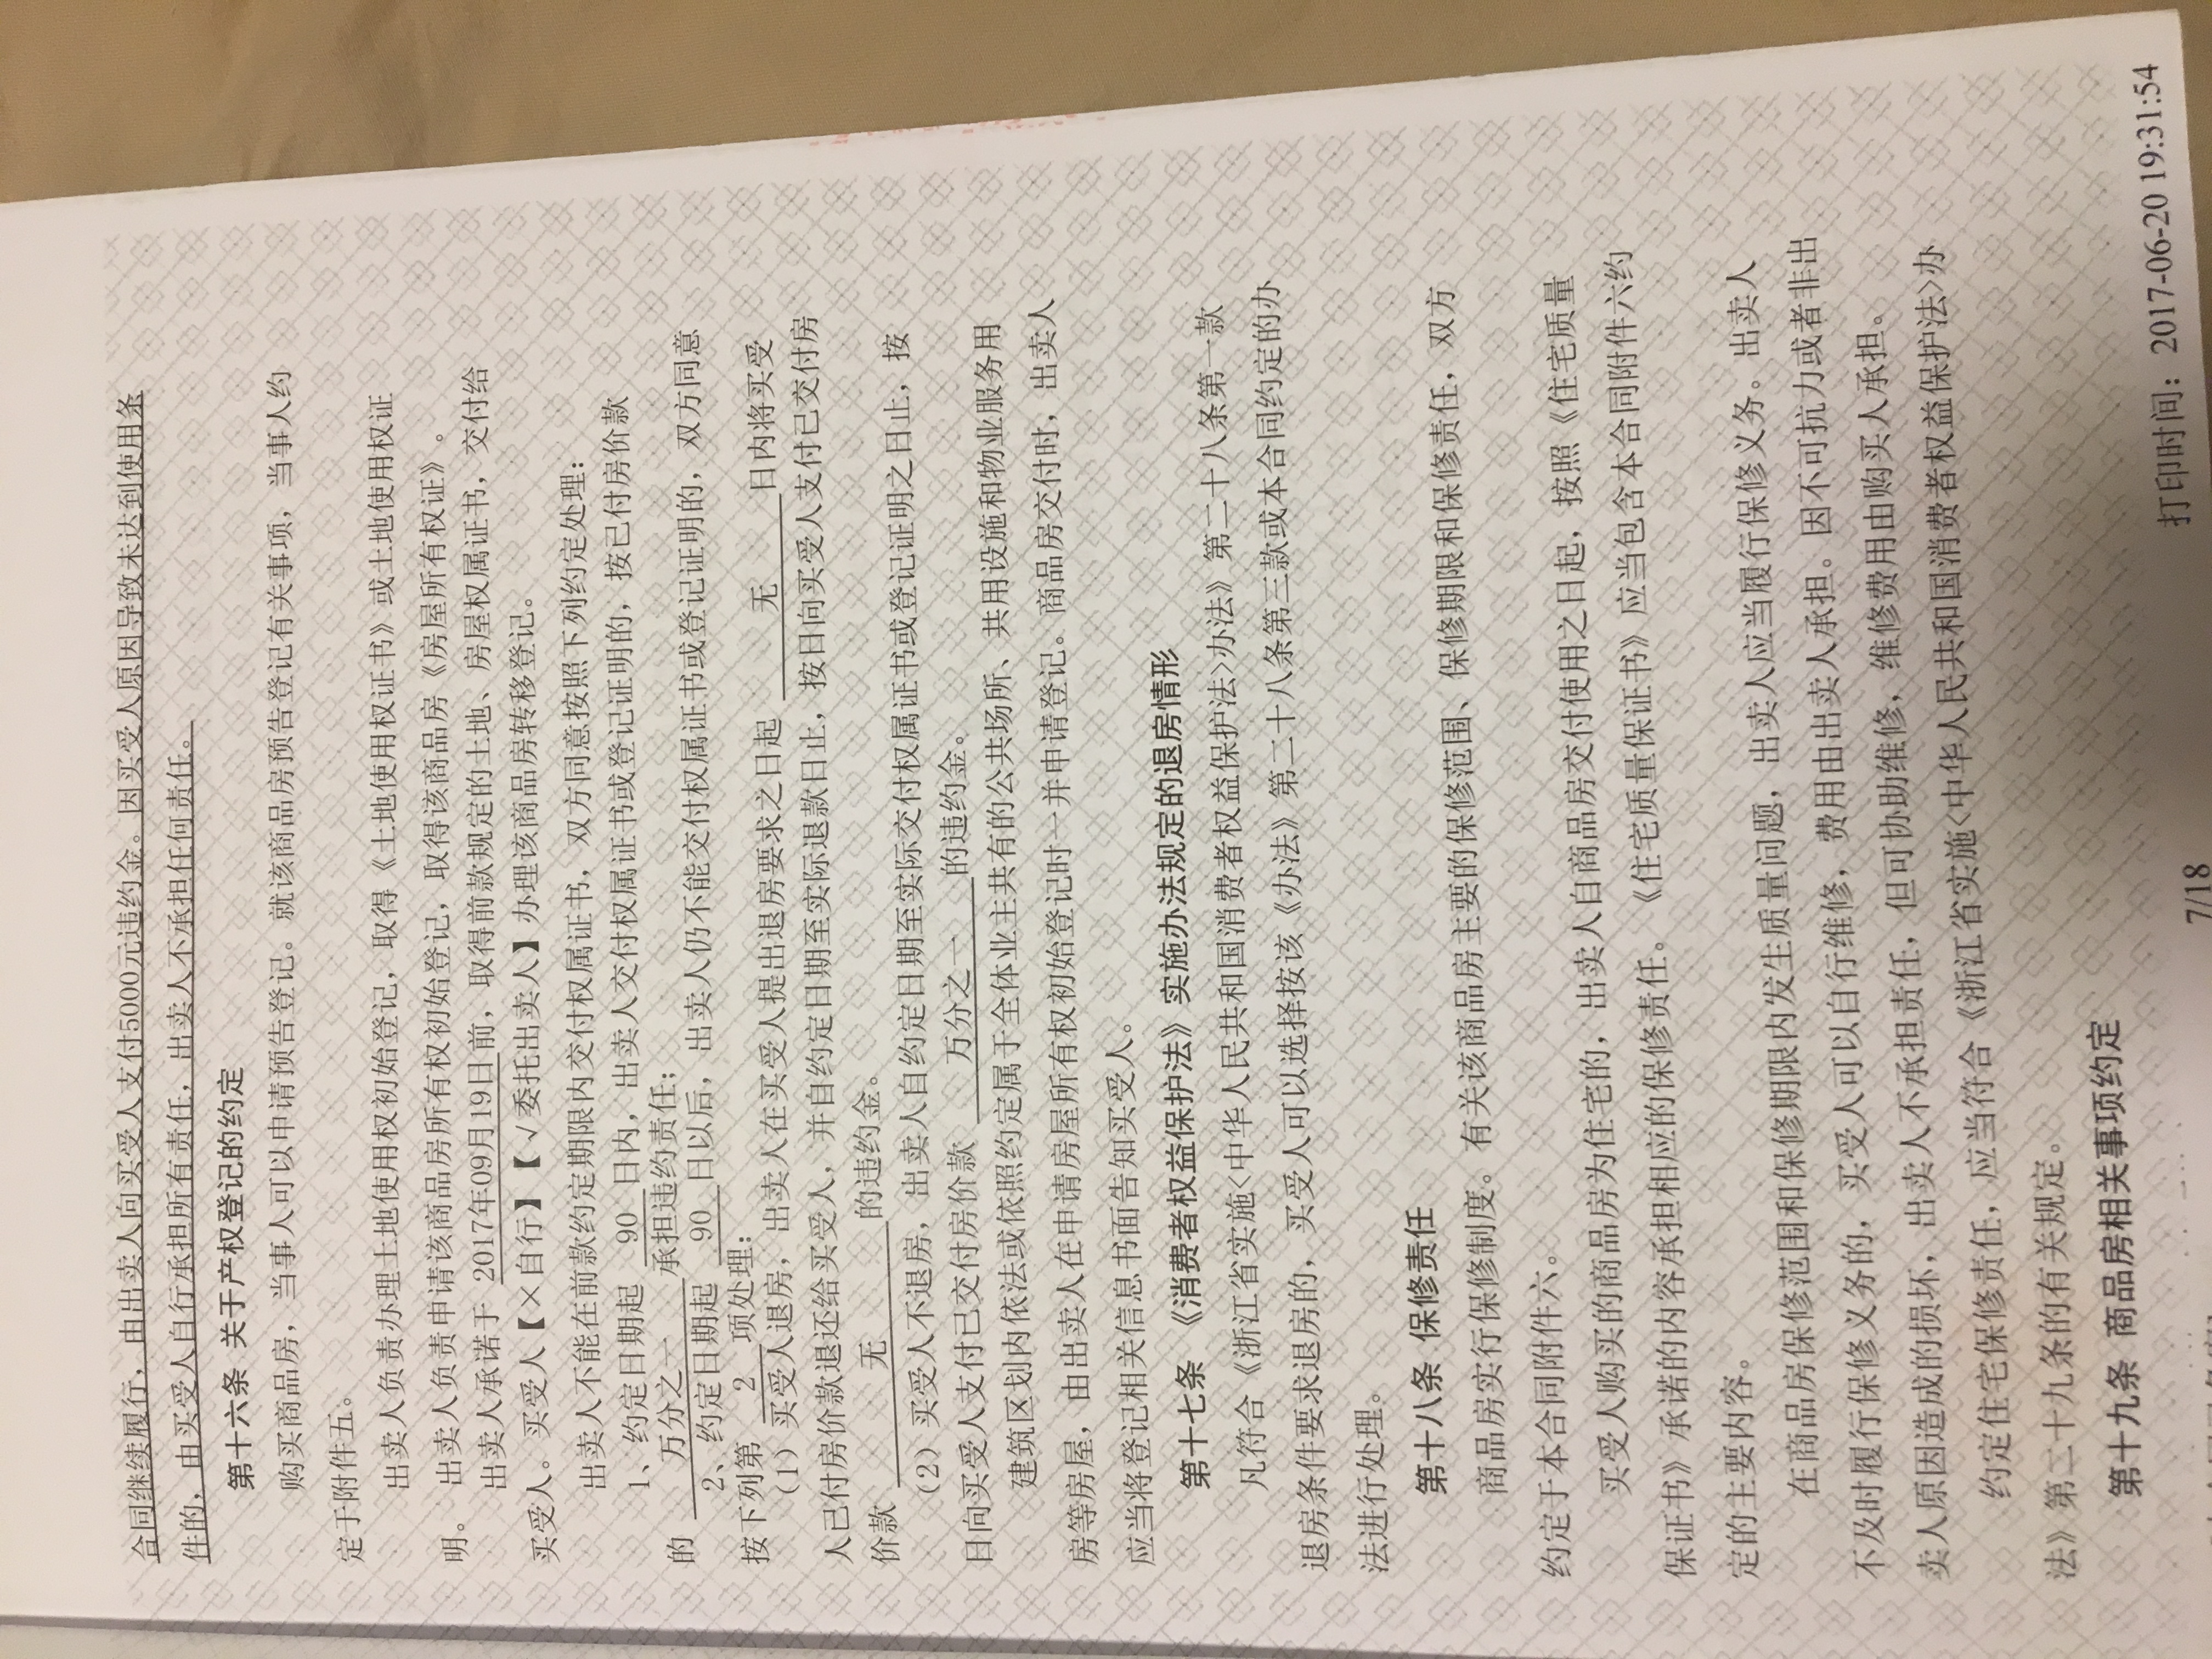 合同继续履行，由出卖人向买受人支付5000元违约金。因买受人原因导致未达到使用条
件的，由买受人自行承担所有责任，出卖人不承担任何责任。
第十六条 关于产权登记的约定
购买商品房，当事人可以申请预告登记。就该商品房预告登记有关事项，当事人约
定于附件五。
出卖人负责办理土地使用权初始登记，取得《土地使用权证书》或土地使用权证
明。 出卖人负责申请该商品房所有权初始登记，取得该商品房《房屋所有权证》。
出卖人承诺于 2017年09月19日前，取得前款规定的土地、房屋权属证书，交付给
买受人。买受人【×自行】【√委托出卖人】办理该商品房转移登记。
出卖人不能在前款约定期限内交付权属证书，双方同意按照下列约定处理：
1、约定日期起 90 日内，出卖人交付权属证书或登记证明的，按已付房价款
的 万分之一 承担违约责任；
2、约定日期起 90 日以后，出卖人仍不能交付权属证书或登记证明的，双方同意
按下列第 2 项处理：
（1）买受人退房，出卖人在买受人提出退房要求之日起 无 日内将买受
人已付房价款退还给买受人，并自约定日期至实际退款日止，按日向买受人支付已交付房
价款 无 的违约金。
（2）买受人不退房，出卖人自约定日期至实际交付权属证书或登记证明之日止，按
日向买受人支付已交付房价款 万分之一 的违约金。
建筑区划内依法或依照约定属于全体业主共有的公共场所、共用设施和物业服务用
房等房屋，由出卖人在申请房屋所有权初始登记时一并申请登记。商品房交付时，出卖人
应当将登记相关信息书面告知买受人。
第十七条 《消费者权益保护法》实施办法规定的退房情形
凡符合《浙江省实施<中华人民共和国消费者权益保护法>办法》第二十八条第一款
退房条件要求退房的，买受人可以选择按该《办法》第二十八条第三款或本合同约定的办
法进行处理。
第十八条 保修责任
商品房实行保修制度。有关该商品房主要的保修范围、保修期限和保修责任，双方
约定于本合同附件六。
买受人购买的商品房为住宅的，出卖人自商品房交付使用之日起，按照《住宅质量
保证书》承诺的内容承担相应的保修责任。《住宅质量保证书》应当包含本合同附件六约
定的主要内容。
在商品房保修范围和保修期限内发生质量问题，出卖人应当履行保修义务。出卖人
不及时履行保修义务的，买受人可以自行维修，费用由出卖人承担。因不可抗力或者非出
卖人原因造成的损坏，出卖人不承担责任，但可协助维修，维修费用由购买人承担。
约定住宅保修责任，应当符合《浙江省实施<中华人民共和国消费者权益保护法>办
法》第二十九条的有关规定。
第十九条 商品房相关事项约定
打印时间：2017-06-20 19:31:54
7/18